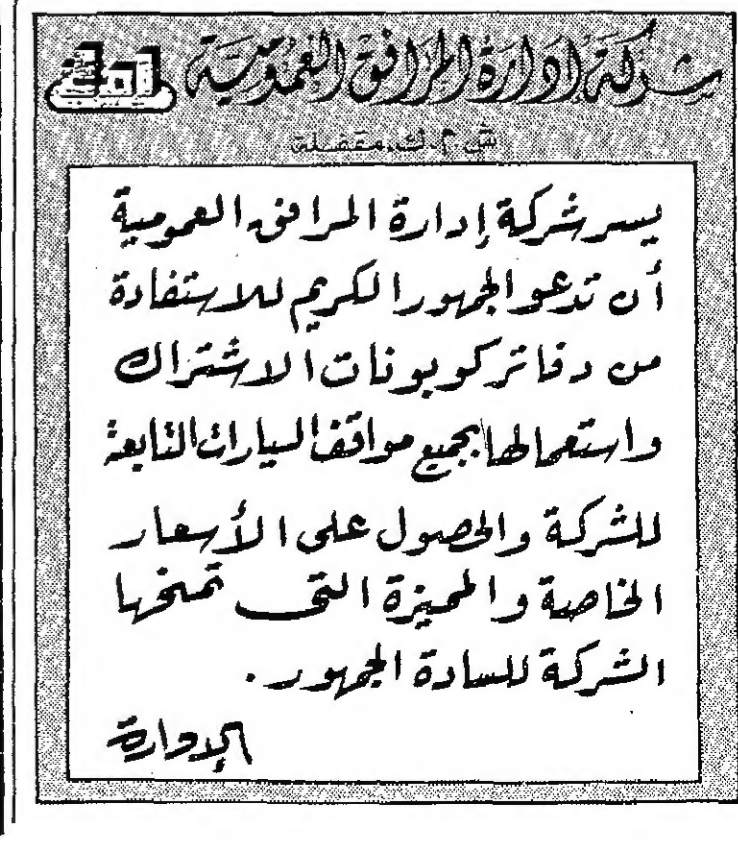 شركة إدارة المرافق العمومية
ش.م.ك.مقفلة
يسر شركة إدارة المرافق العمومية
أن تدعو الجمهور الكريم للاستفادة
من دفاتر كوبونات الاشتراك
واستعمالها بجميع مواقف السيارات التابعة
للشركة والحصول على الأسعار
الخاصة والمميزة التي تمنحها
الشركة للسادة الجمهور.
الإدارة